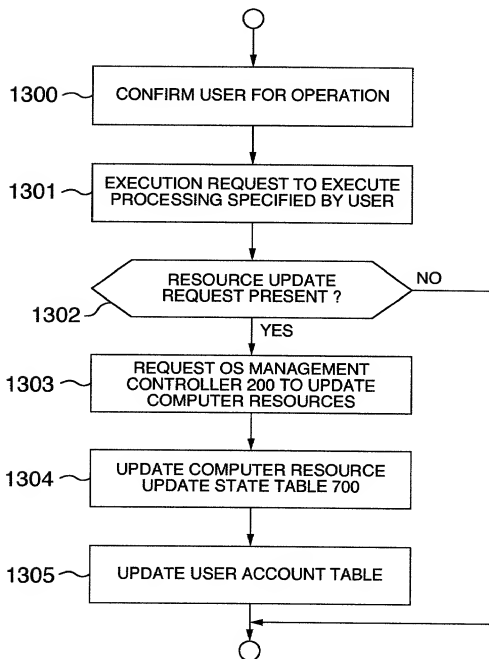 1300
CONFIRM USER FOR OPERATION
1301
EXECUTION REQUEST TO EXECUTE
PROCESSING SPECIFIED BY USER
RESOURCE UPDATE
REQUEST PRESENT ?
NO
1302
YES
1303
REQUEST OS MANAGEMENT
CONTROLLER 200 TO UPDATE
COMPUTER RESOURCES
1304
UPDATE COMPUTER RESOURCE
UPDATE STATE TABLE 700
1305
UPDATE USER ACCOUNT TABLE